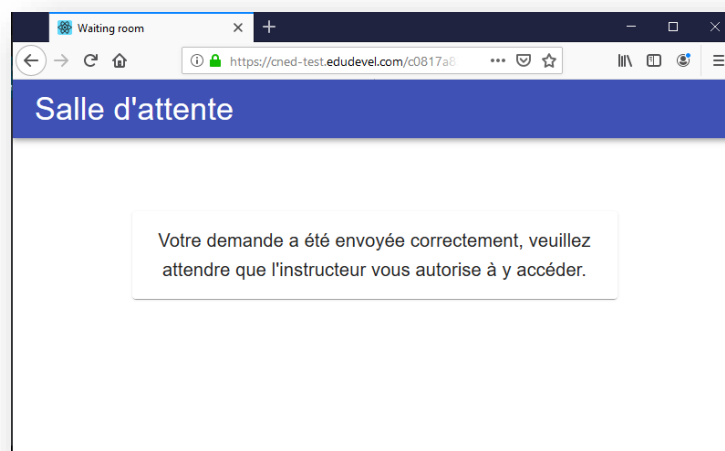 Waiting room
https://cned-test.edudevel.com/c0817a8
Salle d'attente
Votre demande a été envoyée correctement, veuillez
attendre que l'instructeur vous autorise à y accéder.